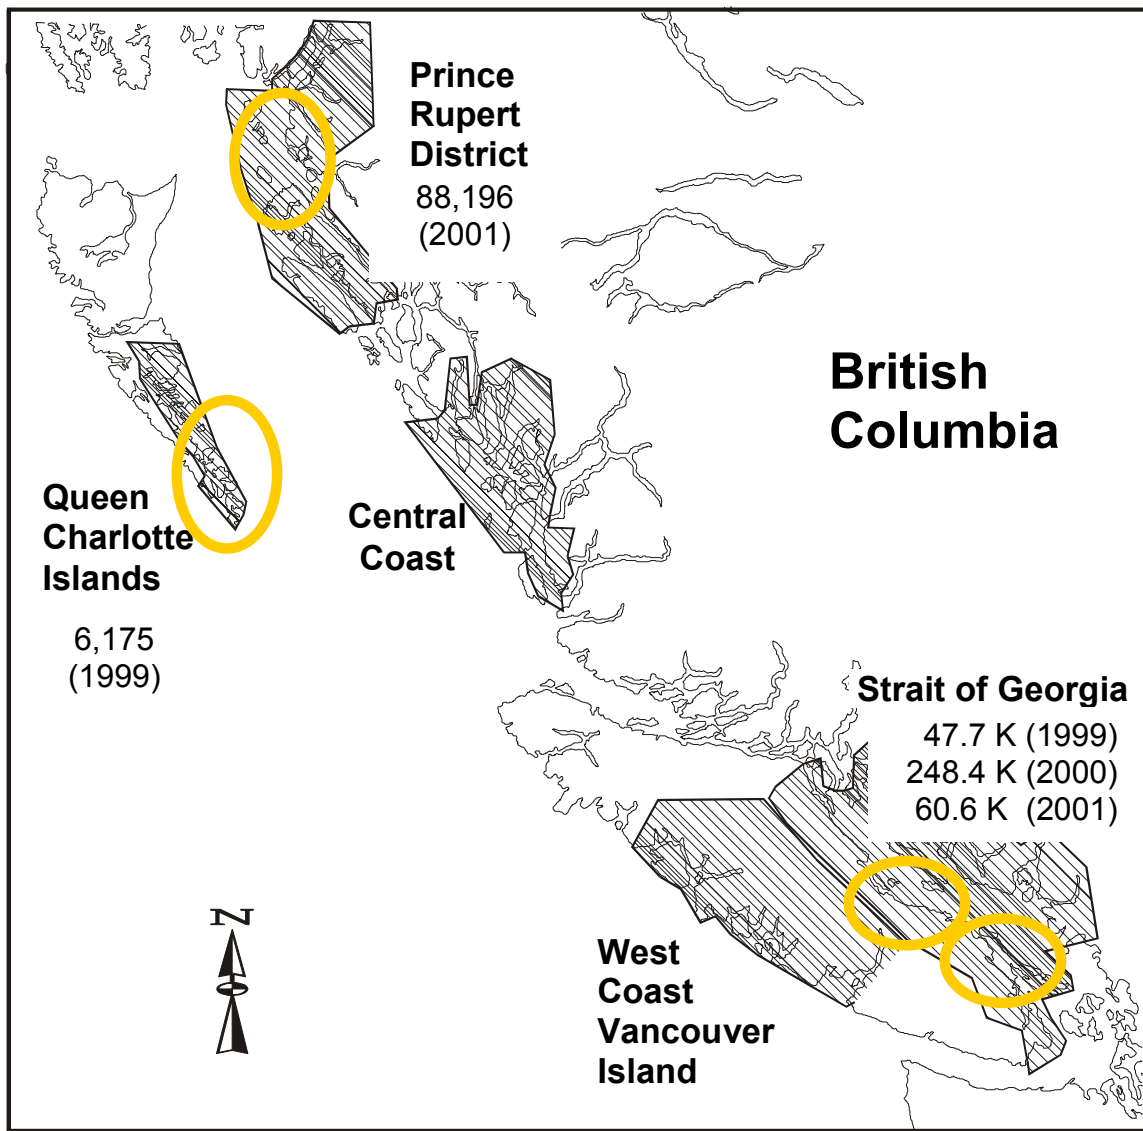 Prince
Rupert
District
88,196
(2001)
British
Columbia
Queen
Charlotte
Islands
6,175
(1999)
Central
Coast
Strait of Georgia
47.7 K (1999)
248.4 K (2000)
60.6 K (2001)
N
West
Coast
Vancouver
Island